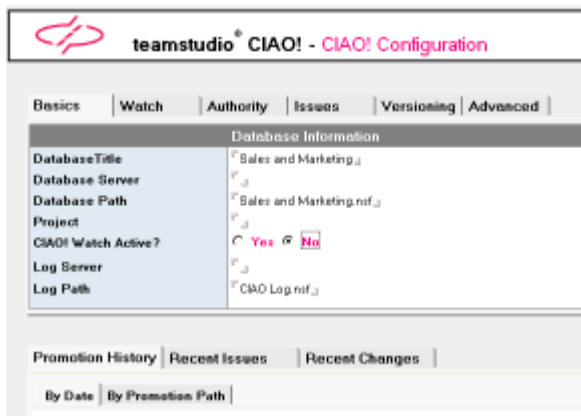 teamstudio® CIAO! - CIAO! Configuration
Basics Watch Authority Issues Versioning Advanced
Database Information
DatabaseTitle Sales and Marketing
Database Server
Database Path Sales and Marketing.nsf
Project
CIAO! Watch Active? Yes No
Log Server
Log Path CIAO Log.nsf
Promotion History Recent Issues Recent Changes
By Date By Promotion Path